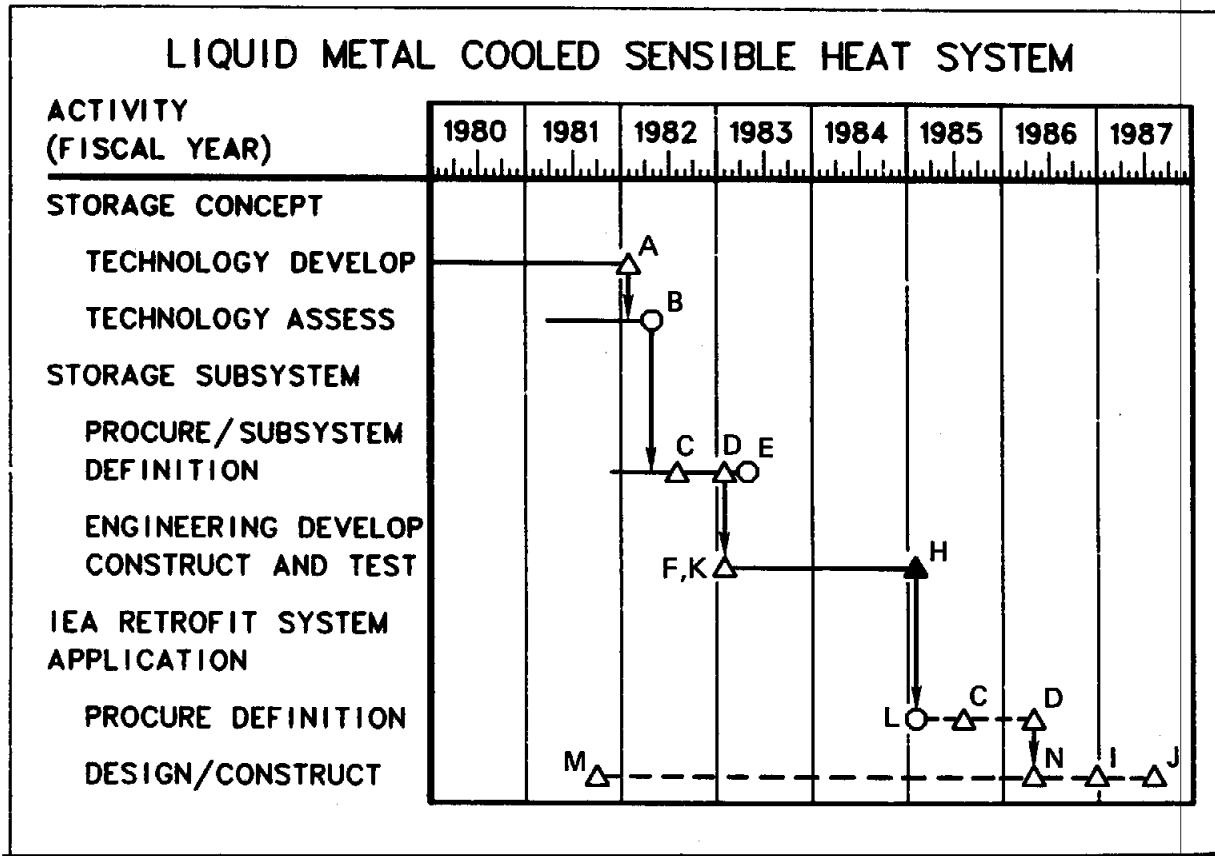 LIQUID METAL COOLED SENSIBLE HEAT SYSTEM
ACTIVITY
(FISCAL YEAR)
1980 1981 1982 1983 1984 1985 1986 1987
STORAGE CONCEPT
TECHNOLOGY DEVELOP
A
TECHNOLOGY ASSESS
B
STORAGE SUBSYSTEM
PROCURE/SUBSYSTEM
DEFINITION
C D E
ENGINEERING DEVELOP
CONSTRUCT AND TEST
F,K H
IEA RETROFIT SYSTEM
APPLICATION
PROCURE DEFINITION
L C D
DESIGN/CONSTRUCT
M N I J